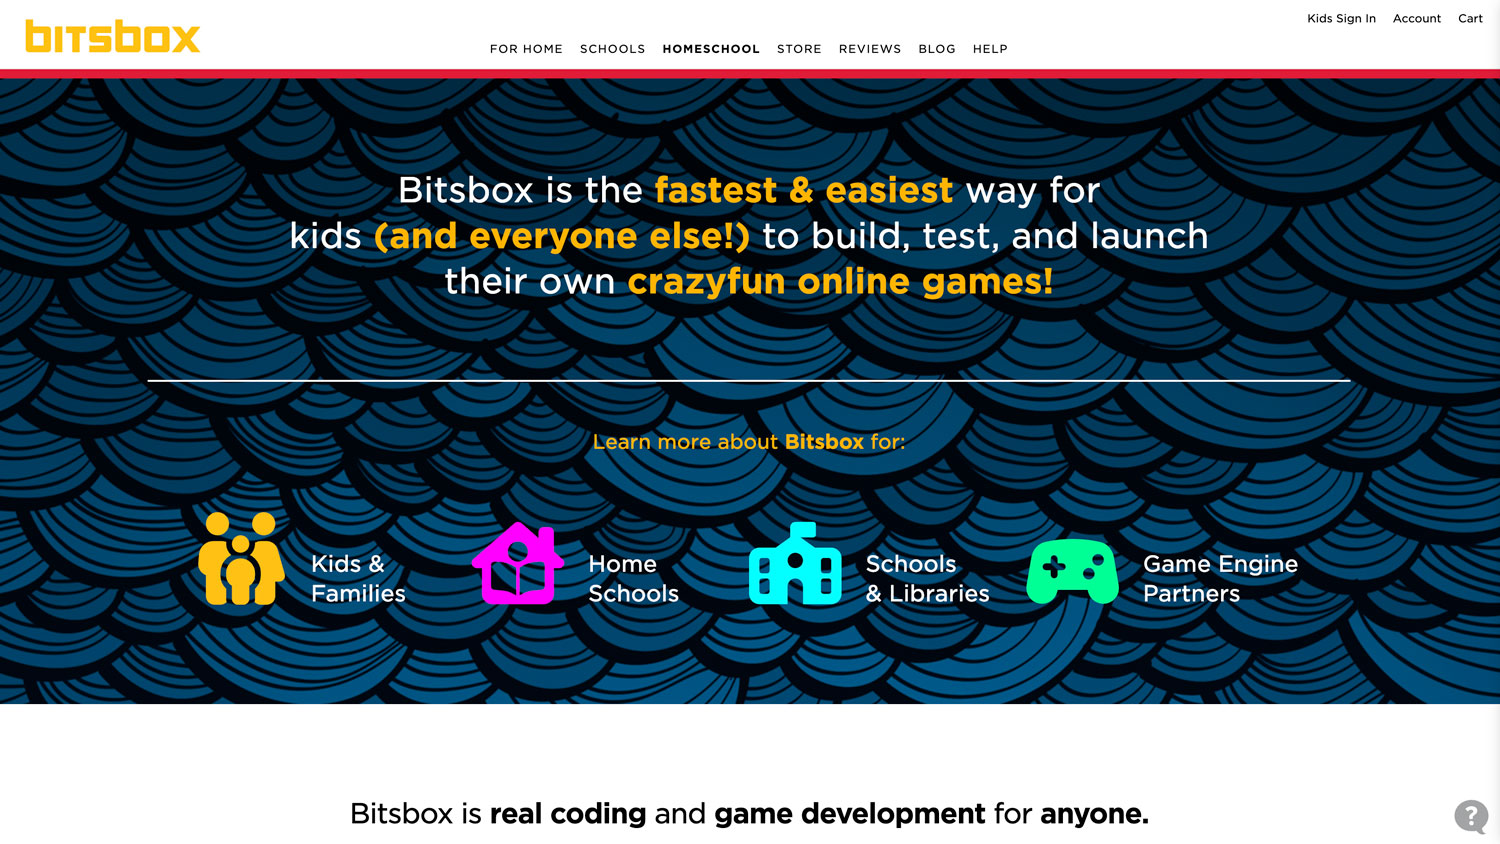 bitsbox
Kids Sign In Account Cart
FOR HOME SCHOOLS HOMESCHOOL STORE REVIEWS BLOG HELP
Bitsbox is the fastest & easiest way for
kids (and everyone else!) to build, test, and launch
their own crazyfun online games!
Learn more about Bitsbox for:
Kids &
Families
Home
Schools
Schools
& Libraries
Game Engine
Partners
Bitsbox is real coding and game development for anyone.
?